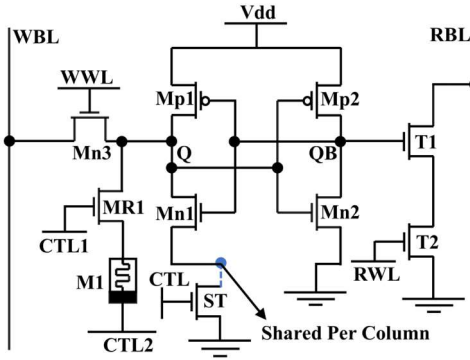 Vdd
WBL
RBL
WWL
Mp1
Mp2
Mn3
Q
QB
T1
MR1
Mn1
Mn2
CTL1
T2
M1
CTL
RWL
ST
CTL2
Shared Per Column